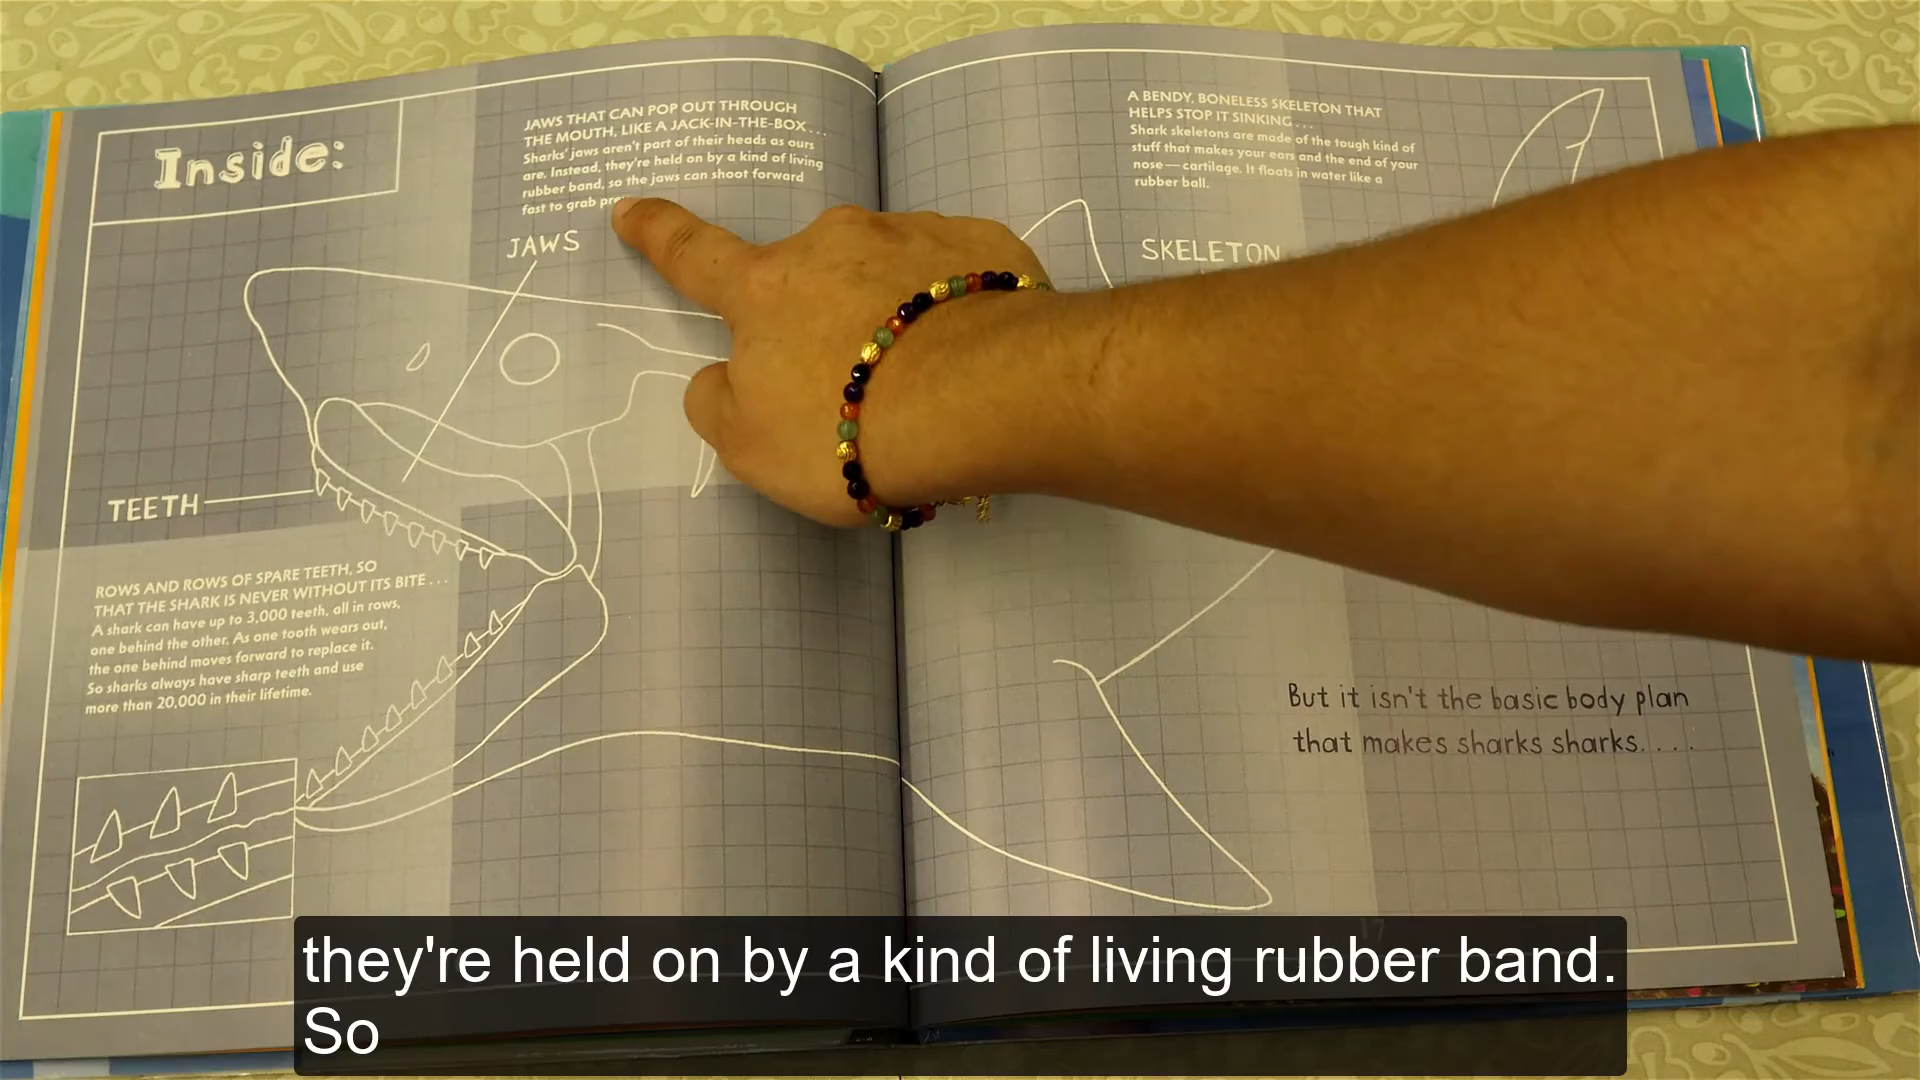 Inside:
JAWS THAT CAN POP OUT THROUGH
THE MOUTH, LIKE A JACK-IN-THE-BOX . . .
Sharks' jaws aren't part of their heads as ours
are. Instead, they're held on by a kind of living
rubber band, so the jaws can shoot forward
fast to grab
JAWS
TEETH
ROWS AND ROWS OF SPARE TEETH, SO
THAT THE SHARK IS NEVER WITHOUT ITS BITE . . .
A shark can have up to 3,000 teeth, all in rows,
one behind the other. As one tooth wears out,
the one behind moves forward to replace it.
So sharks always have sharp teeth and use
more than 20,000 in their lifetime.
A BENDY, BONELESS SKELETON THAT
HELPS STOP IT SINKING . . .
Shark skeletons are made of the tough kind of
stuff that makes your ears and the end of your
nose — cartilage. It floats in water like a
rubber ball.
SKELETON
But it isn't the basic body plan
that makes sharks sharks. . . .
they're held on by a kind of living rubber band.
So